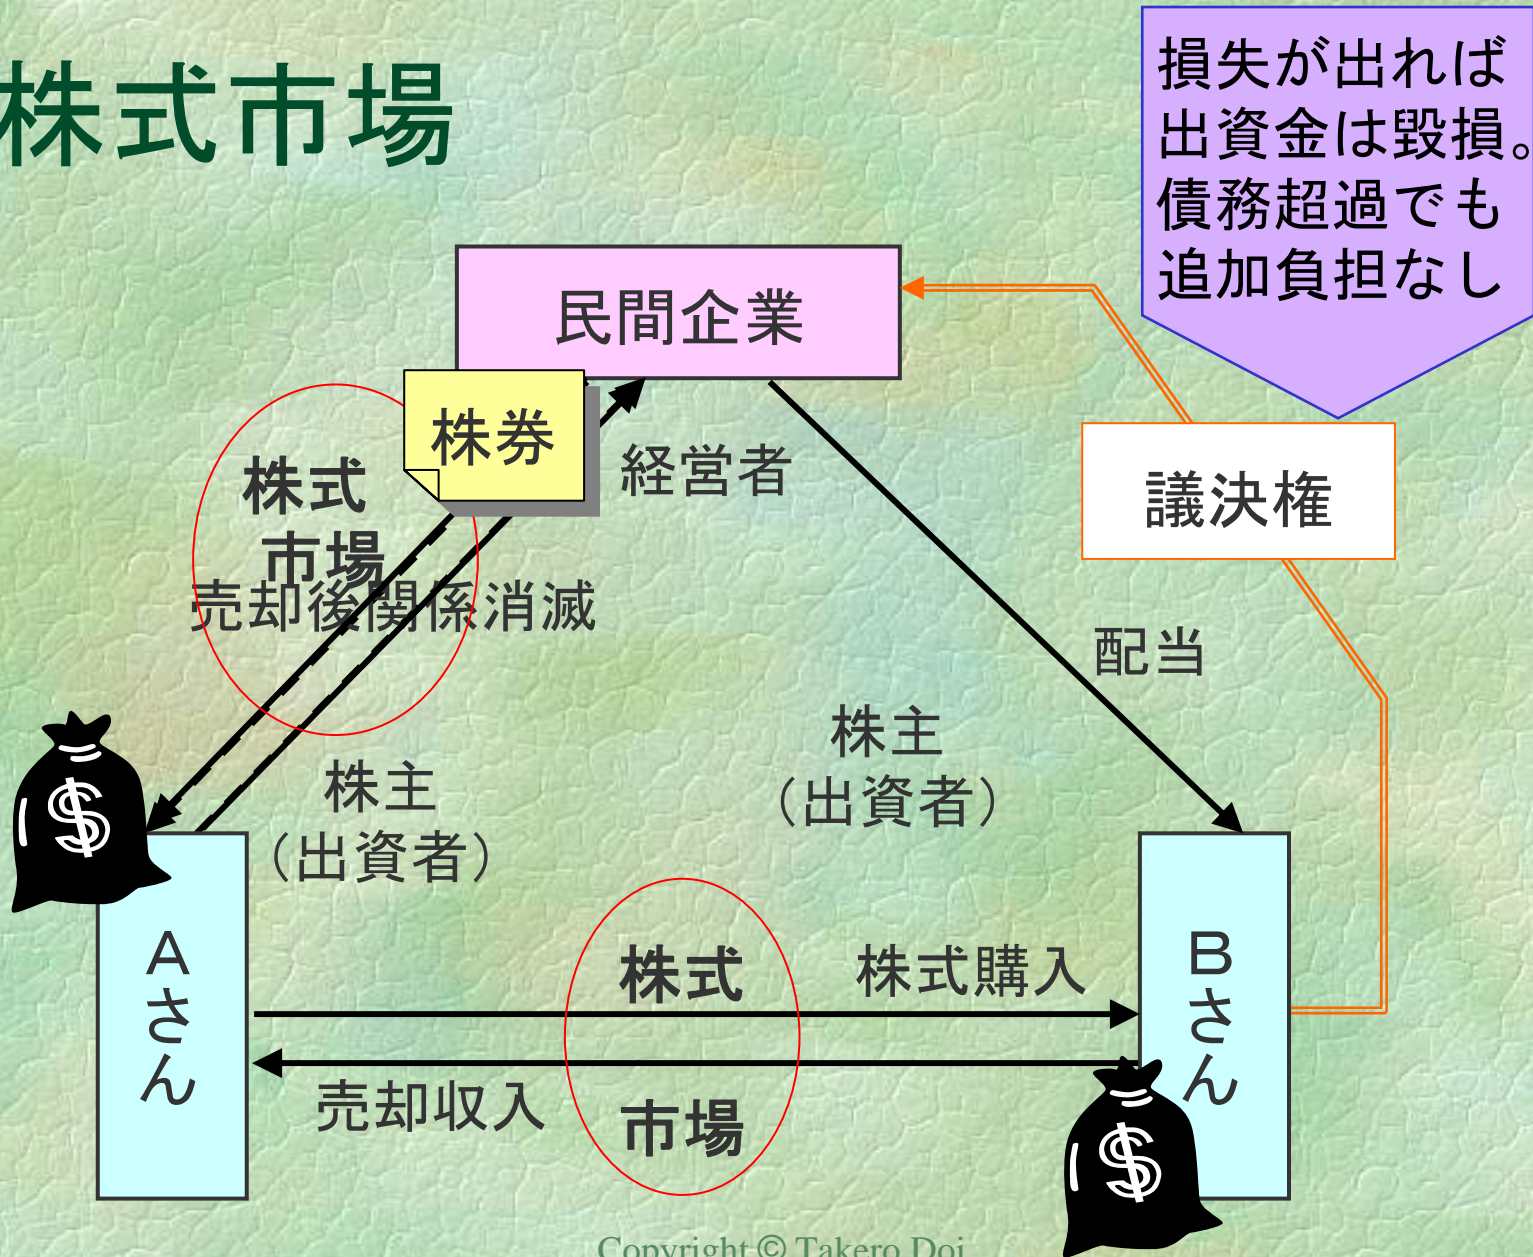 株式市場
損失が出れば
出資金は毀損。
債務超過でも
追加負担なし
民間企業
株券
経営者
株式
市場
売却後関係消滅
議決権
配当
株主
（出資者）
株主
（出資者）
Aさん
株式
市場
株式購入
売却収入
Bさん
Copyright © Takero Doi